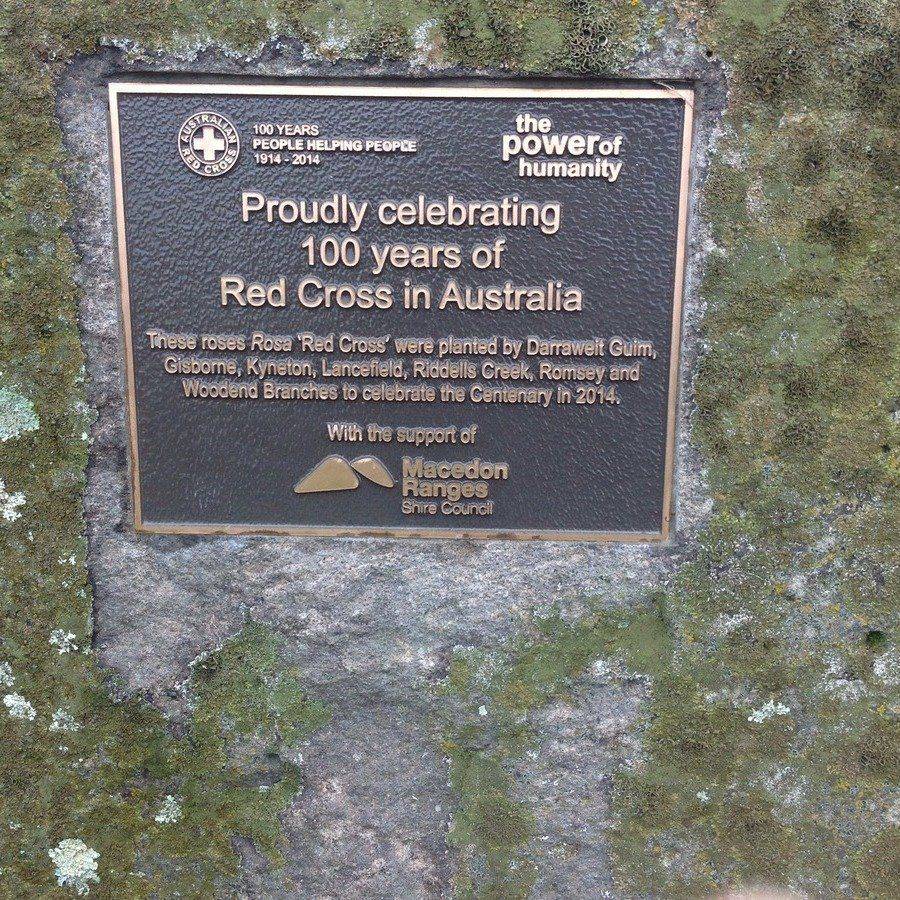 AUSTRALIAN RED CROSS
100 YEARS
PEOPLE HELPING PEOPLE
1914 - 2014
the
power of
humanity
Proudly celebrating
100 years of
Red Cross in Australia
These roses Rosa 'Red Cross' were planted by Darraweit Guim,
Gisborne, Kyneton, Lancefield, Riddells Creek, Romsey and
Woodend Branches to celebrate the Centenary in 2014.
With the support of
Macedon
Ranges
Shire Council